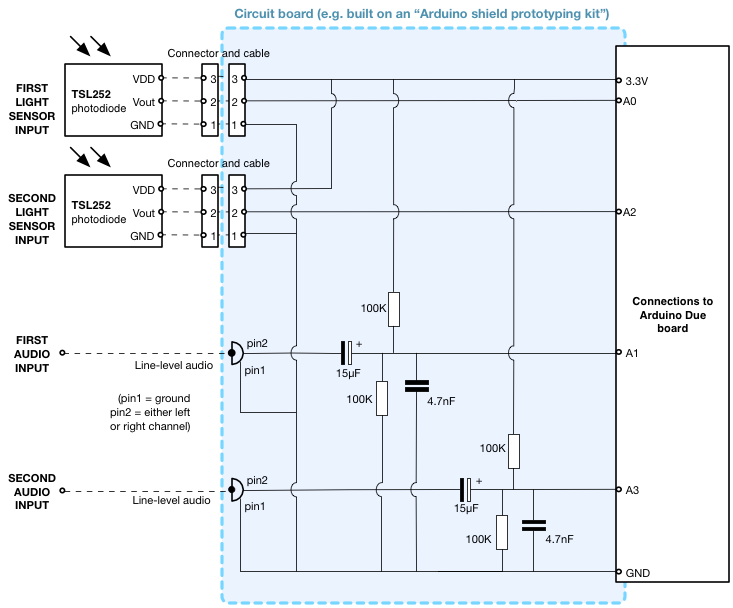 Circuit board (e.g. built on an “Arduino shield prototyping kit”)
Connector and cable
FIRST
LIGHT
SENSOR
INPUT
TSL252
photodiode
VDD
Vout
GND
3
2
1
3
2
1
3.3V
A0
Connector and cable
SECOND
LIGHT
SENSOR
INPUT
TSL252
photodiode
VDD
Vout
GND
3
2
1
3
2
1
A2
Connections to
Arduino Due
board
100K
FIRST
AUDIO
INPUT
Line-level audio
pin2
pin1
+
15µF
A1
100K
4.7nF
(pin1 = ground
pin2 = either left
or right channel)
100K
SECOND
AUDIO
INPUT
Line-level audio
pin2
pin1
+
15µF
A3
100K
4.7nF
GND